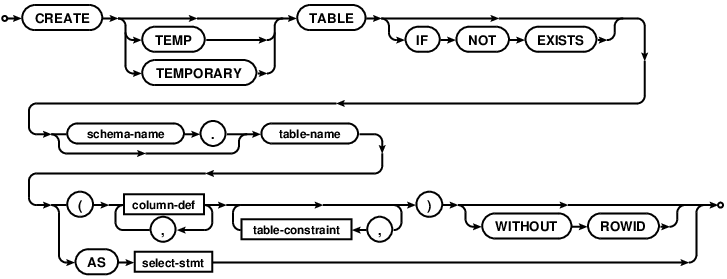 CREATE TABLE
TEMP IF NOT EXISTS
TEMPORARY
schema-name . table-name
( column-def )
, table-constraint , WITHOUT ROWID
AS select-stmt